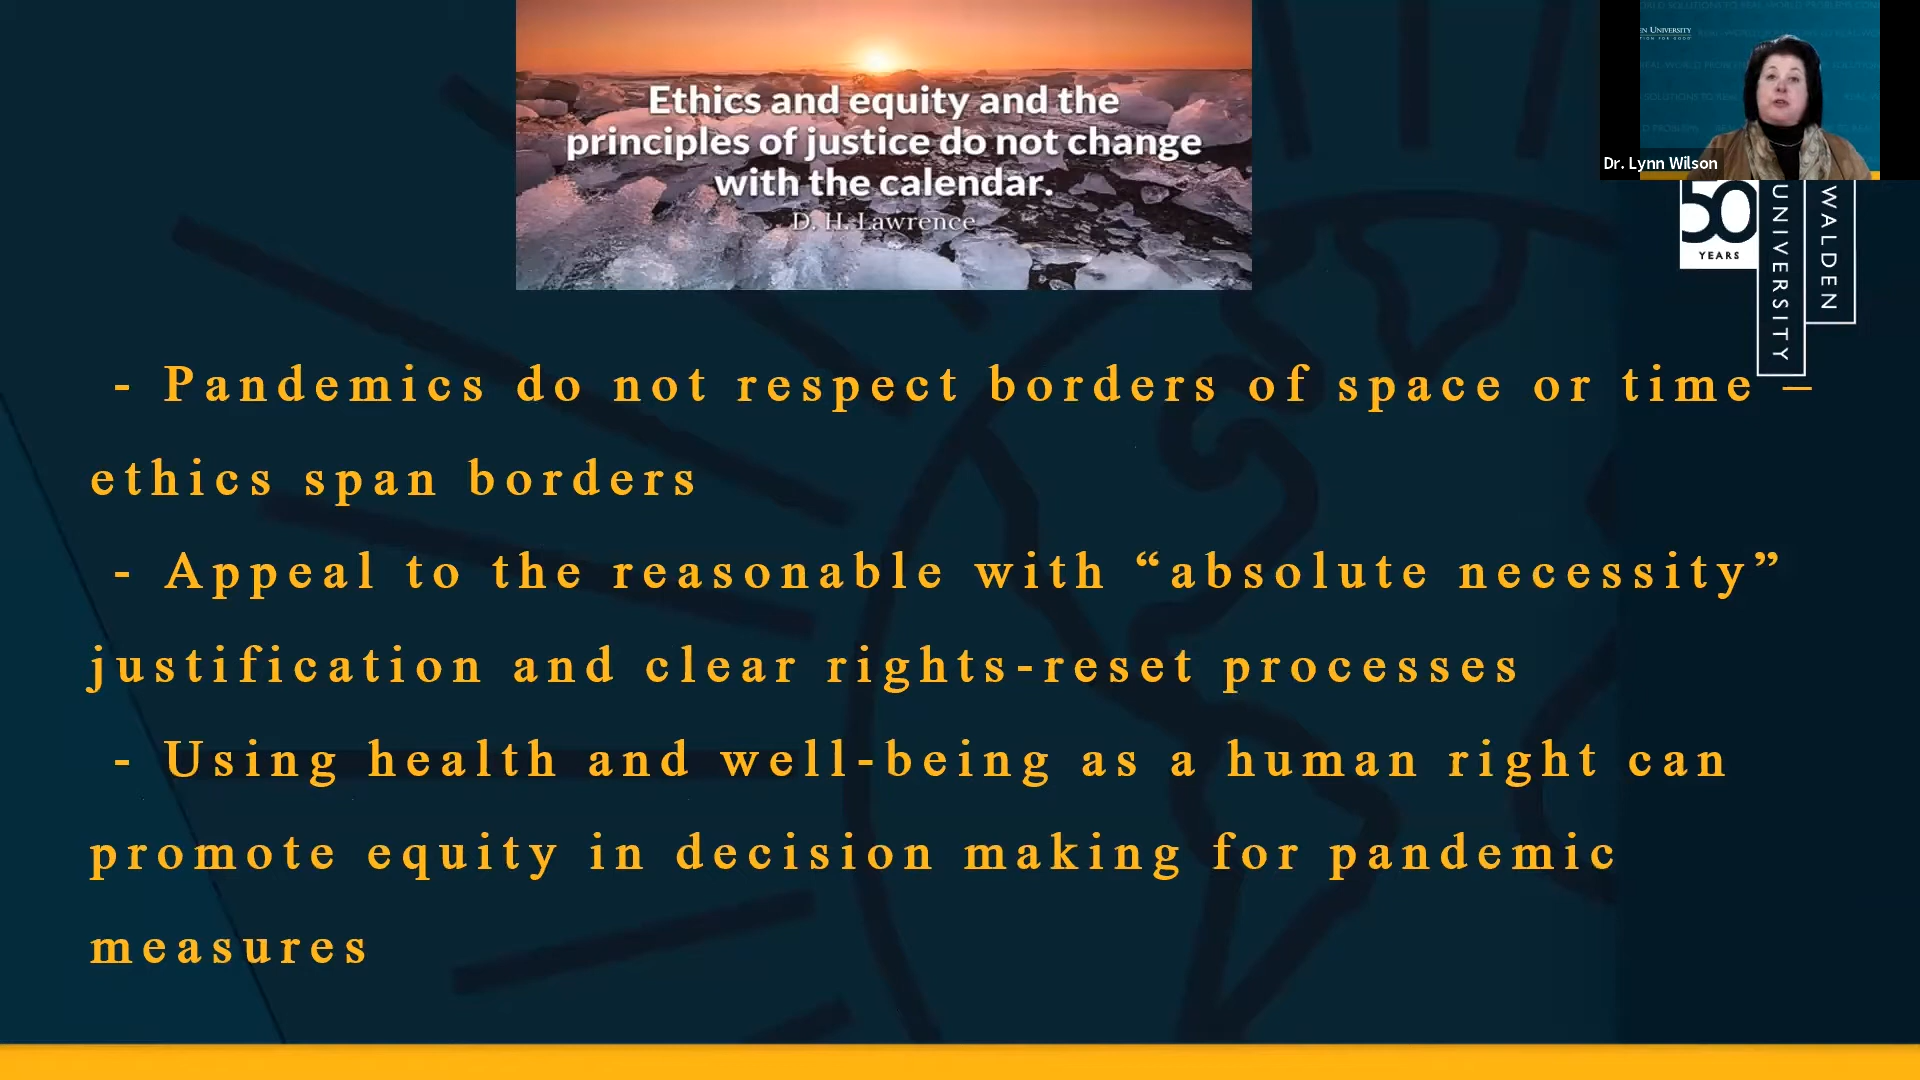 Ethics and equity and the
principles of justice do not change
with the calendar.
D. H. Lawrence
EN UNIVERSITY
Dr. Lynn Wilson
50
YEARS
UNIVERSITY
WALDEN
- Pandemics do not respect borders of space or time –
ethics span borders
- Appeal to the reasonable with “absolute necessity”
justification and clear rights-reset processes
- Using health and well-being as a human right can
promote equity in decision making for pandemic
measures